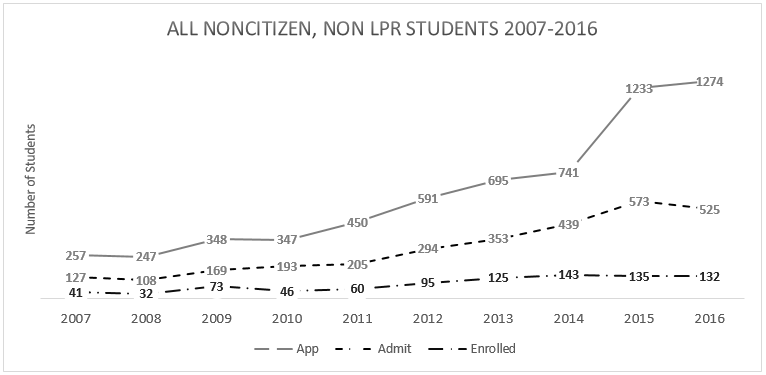 ALL NONCITIZEN, NON LPR STUDENTS 2007-2016
Number of Students
257 247 348 347 450 591 695 741 1233 1274
127 108 169 193 205 294 353 439 573 525
41 32 73 46 60 95 125 143 135 132
2007 2008 2009 2010 2011 2012 2013 2014 2015 2016
App Admit Enrolled